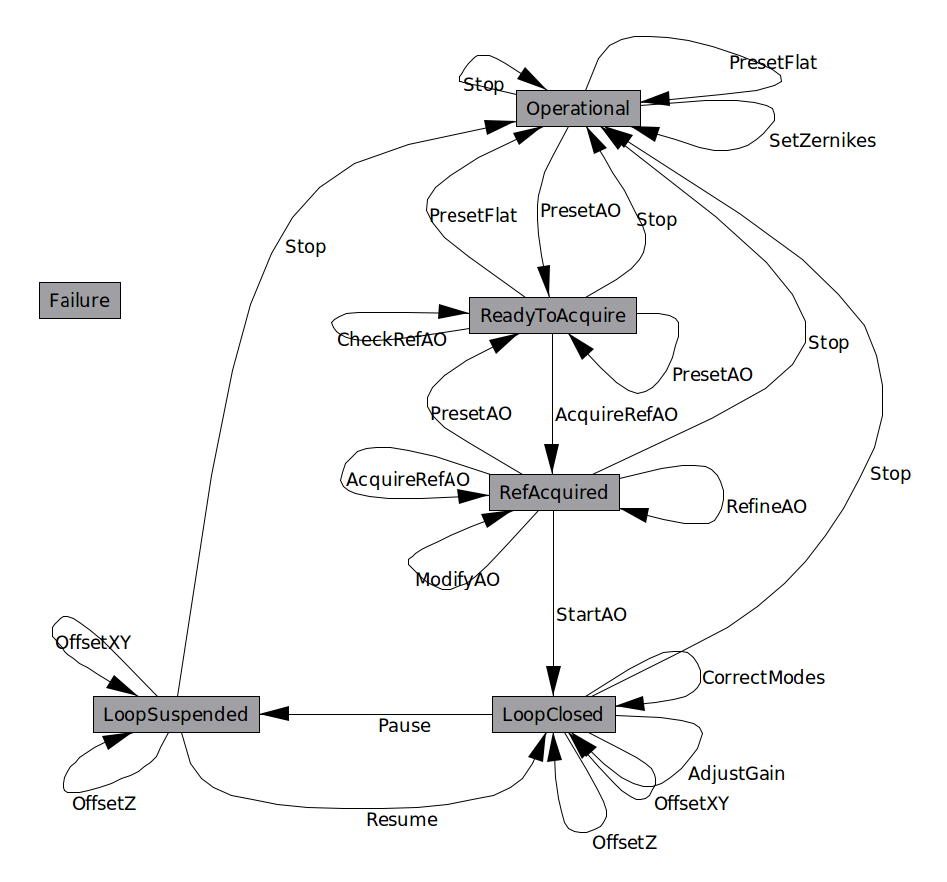 PresetFlat
Stop
Operational
SetZernikes
PresetFlat
PresetAO
Stop
Stop
Failure
ReadyToAcquire
CheckRefAO
Stop
PresetAO
PresetAO
AcquireRefAO
Stop
AcquireRefAO
RefAcquired
RefineAO
ModifyAO
StartAO
OffsetXY
CorrectModes
LoopSuspended
LoopClosed
Pause
AdjustGain
OffsetZ
OffsetXY
Resume
OffsetZ